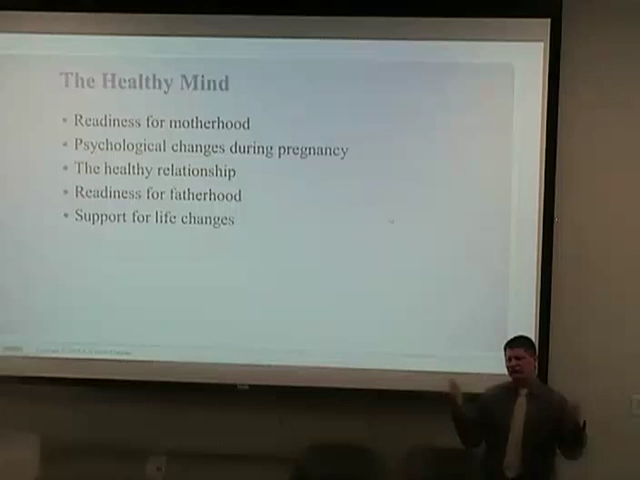 The Healthy Mind
• Readiness for motherhood
• Psychological changes during pregnancy
• The healthy relationship
• Readiness for fatherhood
• Support for life changes